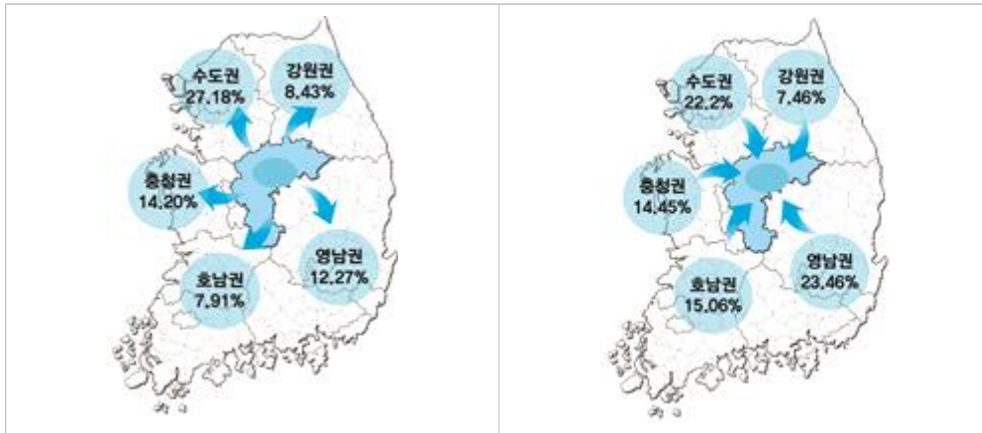 수도권
27.18%
강원권
8.43%
충청권
14.20%
영남권
12.27%
호남권
7.91%
수도권
22.2%
강원권
7.46%
충청권
14.45%
영남권
23.46%
호남권
15.06%